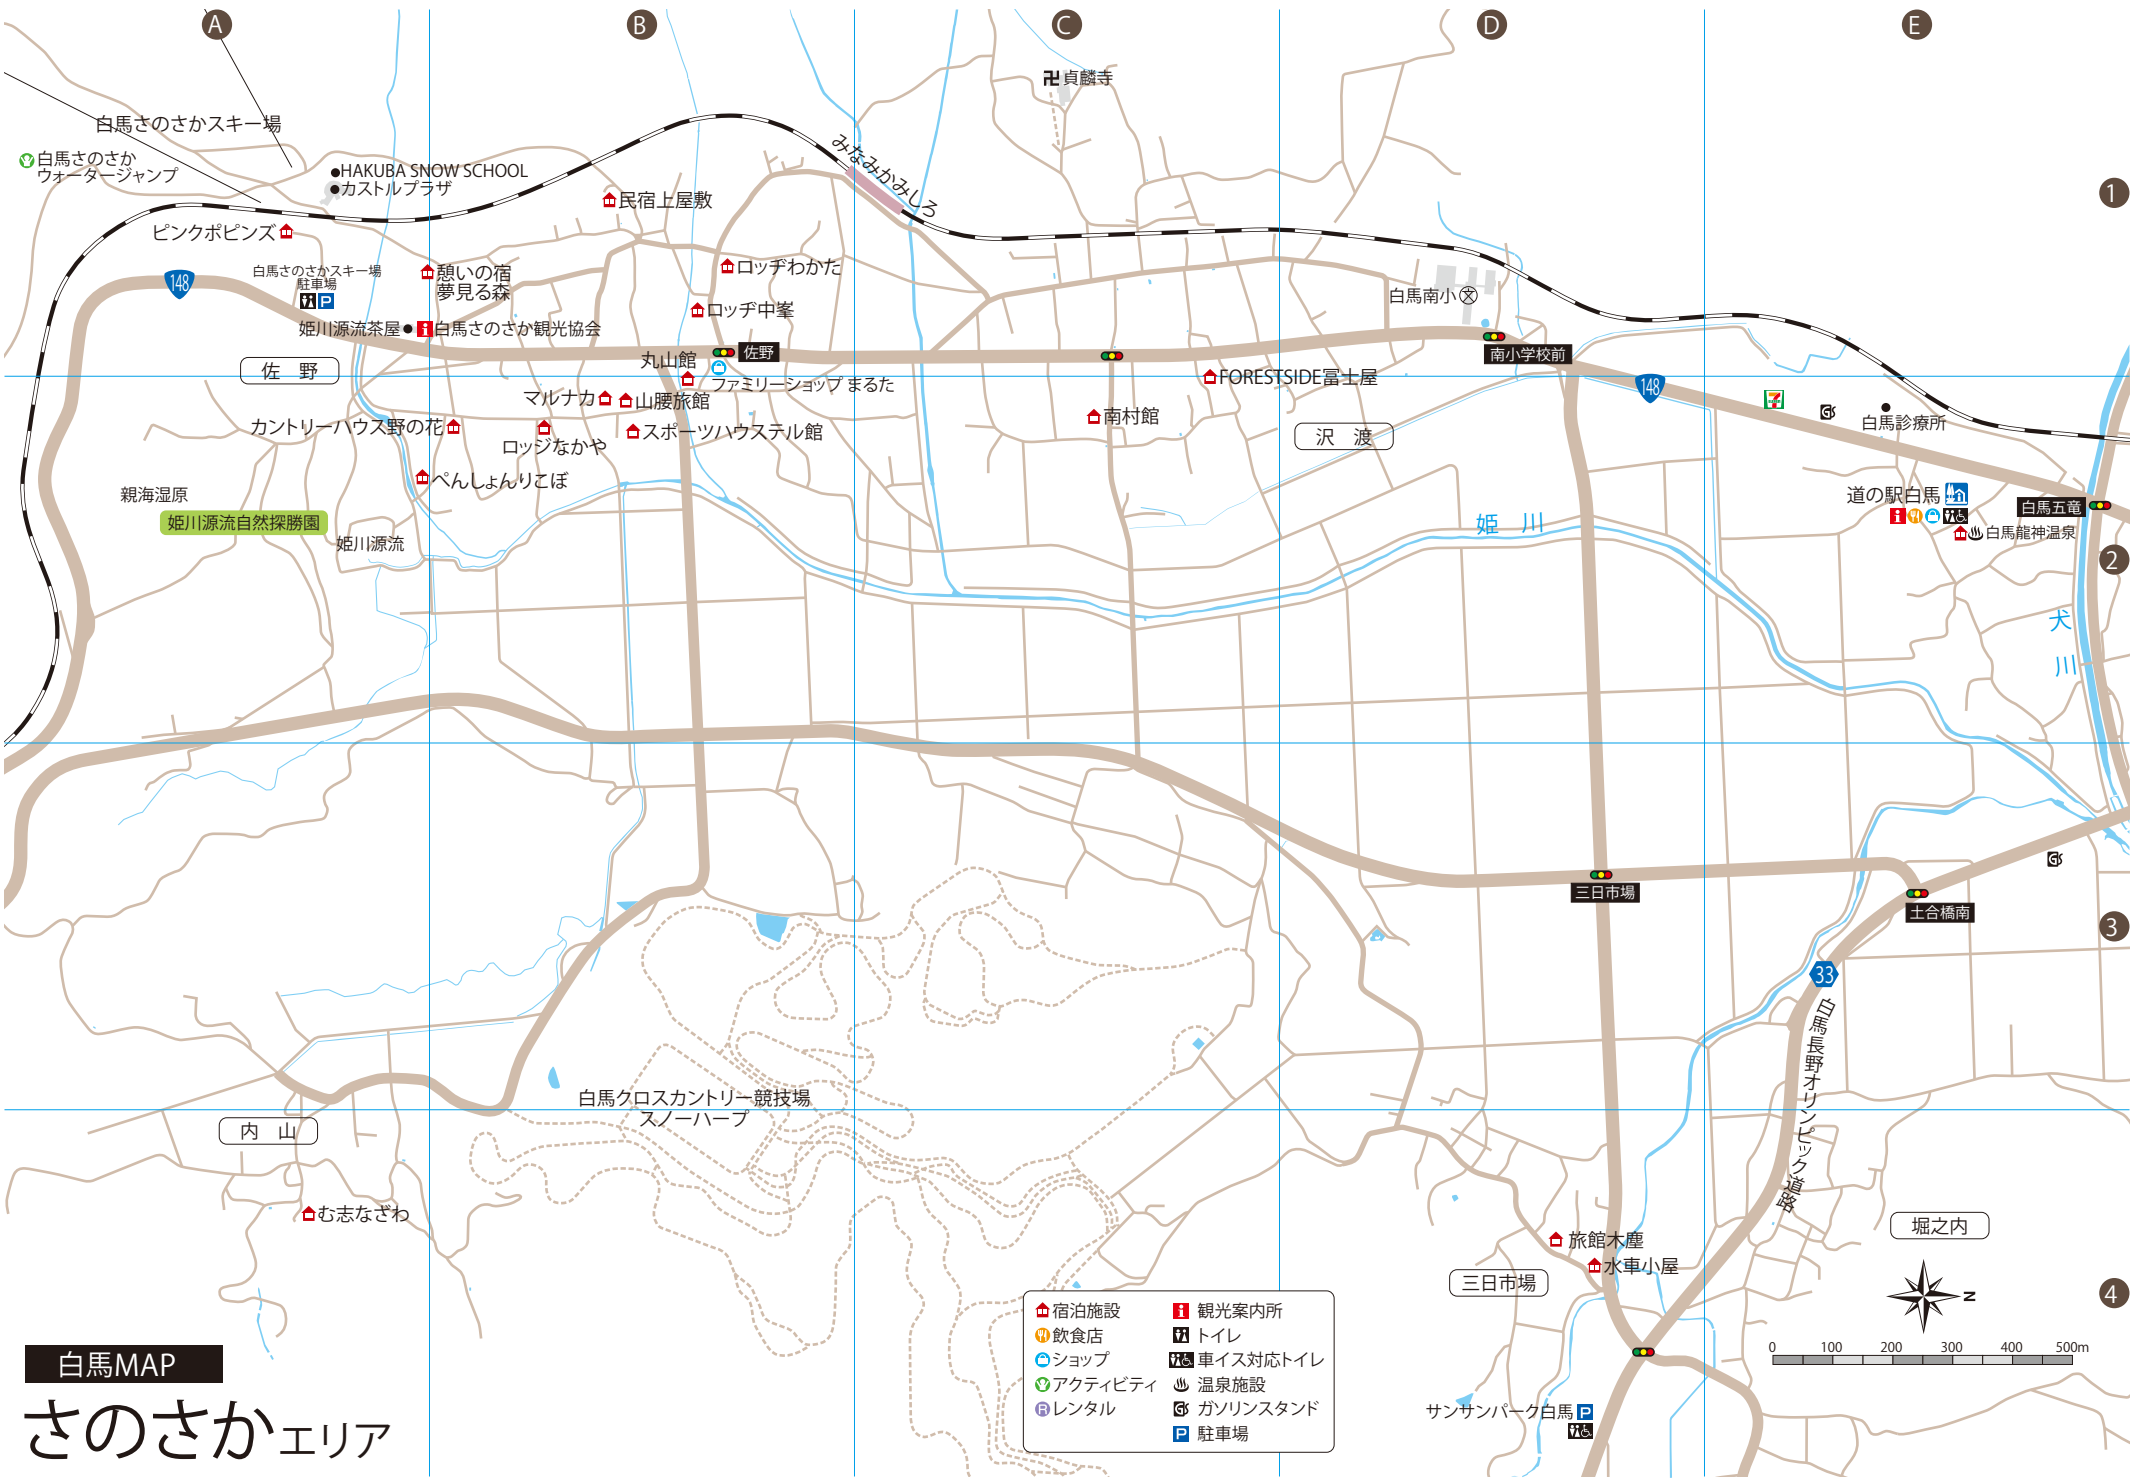 A
B
C
D
E
卍貞麟寺
白馬さのさかスキー場
白馬さのさか
ウォータージャンプ
HAKUBA SNOW SCHOOL
カストルプラザ
みなみかみしろ
1
民宿上屋敷
ピンクポピンズ
148
白馬さのさかスキー場
駐車場
P
憩いの宿
夢見る森
ロッヂわかた
ロッヂ中峯
白馬南小
文
姫川源流茶屋
i
白馬さのさか観光協会
佐野
南小学校前
丸山館
佐 野
ファミリーショップ まるた
FORESTSIDE冨士屋
148
7
マルナカ
山腰旅館
南村館
白馬診療所
カントリーハウス野の花
ロッジなかや
スポーツハウステル館
沢 渡
ぺんしょんりこぼ
親海湿原
姫川源流自然探勝園
姫川源流
姫 川
道の駅白馬
i
白馬五竜
白馬龍神温泉
2
犬
川
三日市場
土合橋南
3
33
白馬長野オリンピック道路
白馬クロスカントリー競技場
スノーハープ
内 山
む志なざわ
旅館木塵
水車小屋
堀之内
三日市場
N
4
0 100 200 300 400 500m
宿泊施設
飲食店
ショップ
アクティビティ
R レンタル
i 観光案内所
トイレ
車イス対応トイレ
温泉施設
GS ガソリンスタンド
P 駐車場
サンサンパーク白馬 P
白馬MAP
さのさかエリア